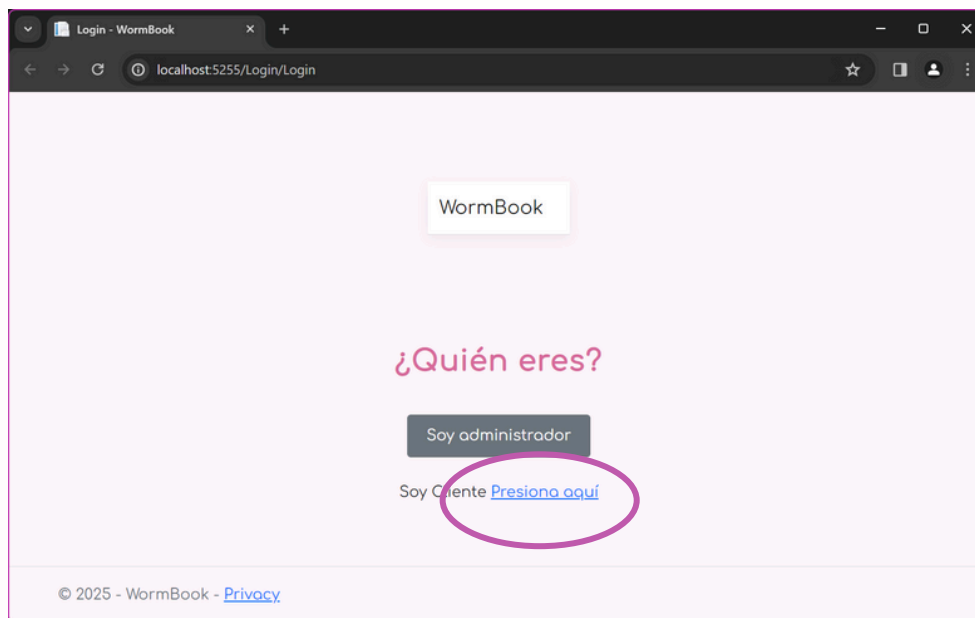 Login - WormBook
localhost:5255/Login/Login
WormBook
¿Quién eres?
Soy administrador
Soy Cliente Presiona aquí
© 2025 - WormBook - Privacy